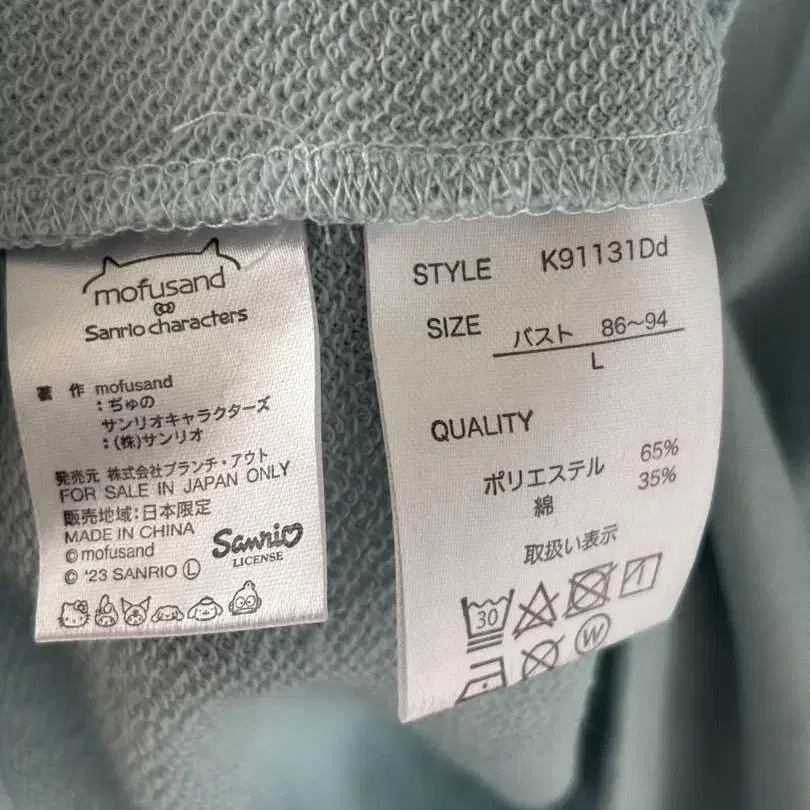 mofusand
Sanrio characters
著 作 mofusand
:ぢゅの
サンリオキャラクターズ
:(株)サンリオ
発売元 株式会社ブランチ・アウト
FOR SALE IN JAPAN ONLY
販売地域:日本限定
MADE IN CHINA
©mofusand
© '23 SANRIO Ⓛ
Sanrio
LICENSE
STYLE K91131Dd
SIZE バスト 86～94
L
QUALITY
ポリエステル 65%
綿 35%
取扱い表示
30
W